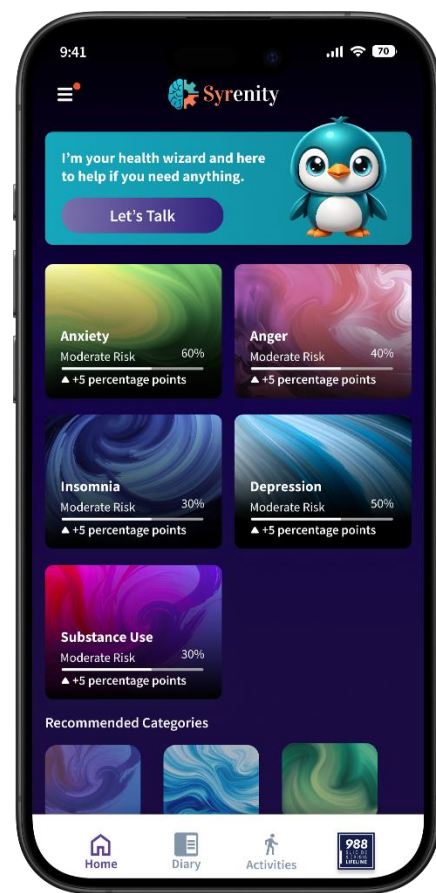 9:41
70
Syrenity
I'm your health wizard and here
to help if you need anything.
Let's Talk
Anxiety
Moderate Risk 60%
▲ +5 percentage points
Anger
Moderate Risk 40%
▲ +5 percentage points
Insomnia
Moderate Risk 30%
▲ +5 percentage points
Depression
Moderate Risk 50%
▲ +5 percentage points
Substance Use
Moderate Risk 30%
▲ +5 percentage points
Recommended Categories
Home
Diary
Activities
988
LIFELINE